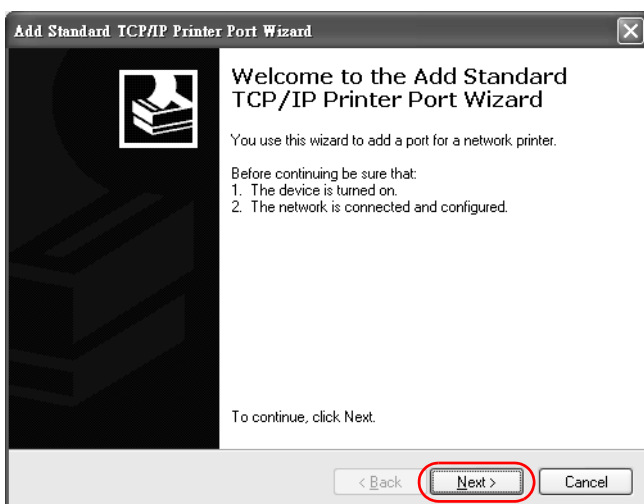 Add Standard TCP/IP Printer Port Wizard
Welcome to the Add Standard
TCP/IP Printer Port Wizard
You use this wizard to add a port for a network printer.
Before continuing be sure that:
1. The device is turned on.
2. The network is connected and configured.
To continue, click Next.
< Back
Next >
Cancel